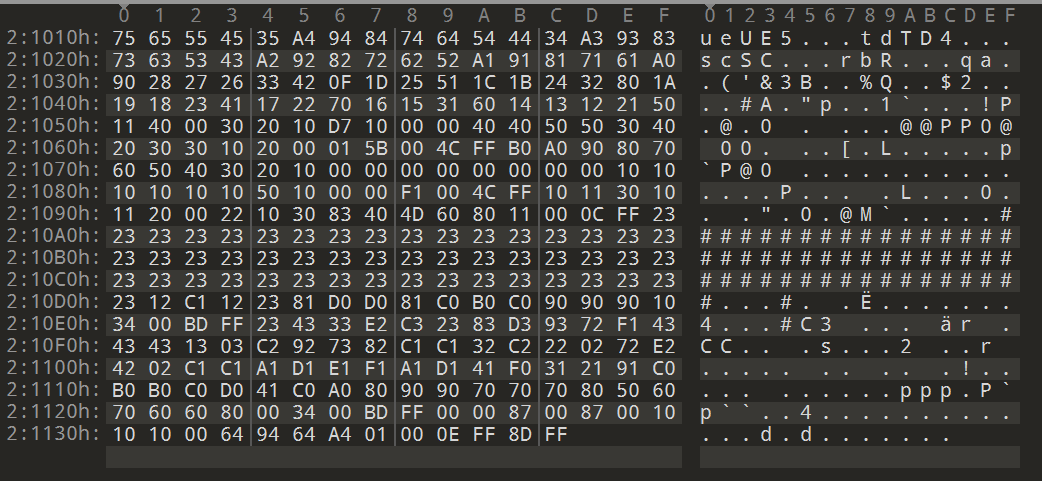 0 1 2 3 4 5 6 7 8 9 A B C D E F 0 1 2 3 4 5 6 7 8 9 A B C D E F
2:1010h: 75 65 55 45 35 A4 94 84 74 64 54 44 34 A3 93 83 u e U E 5 . . . t d T D 4 . . .
2:1020h: 73 63 53 43 A2 92 82 72 62 52 A1 91 81 71 61 A0 s c S C . . . r b R . . . q a .
2:1030h: 90 28 27 26 33 42 0F 1D 25 51 1C 1B 24 32 80 1A . ( ' & 3 B . . % Q . . $ 2 . .
2:1040h: 19 18 23 41 17 22 70 16 15 31 60 14 13 12 21 50 . . # A . " p . . 1 ` . . . ! P
2:1050h: 11 40 00 30 20 10 D7 10 00 00 40 40 50 50 30 40 . @ . 0 . . . . @ @ P P 0 @
2:1060h: 20 30 30 10 20 00 01 5B 00 4C FF B0 A0 90 80 70 0 0 . . . [ . L . . . . . p
2:1070h: 60 50 40 30 20 10 00 00 00 00 00 00 00 00 10 10 ` P @ 0 . . . . . . . . . . .
2:1080h: 10 10 10 10 50 10 00 00 F1 00 4C FF 10 11 30 10 . . . . P . . . . L . . . 0 .
2:1090h: 11 20 00 22 10 30 83 40 4D 60 80 11 00 0C FF 23 . . " . 0 . @ M ` . . . . . #
2:10A0h: 23 23 23 23 23 23 23 23 23 23 23 23 23 23 23 23 # # # # # # # # # # # # # # # #
2:10B0h: 23 23 23 23 23 23 23 23 23 23 23 23 23 23 23 23 # # # # # # # # # # # # # # # #
2:10C0h: 23 23 23 23 23 23 23 23 23 23 23 23 23 23 23 23 # # # # # # # # # # # # # # # #
2:10D0h: 23 12 C1 12 23 81 D0 D0 81 C0 B0 C0 90 90 90 10 # . . . # . . Ë . . . . . . .
2:10E0h: 34 00 BD FF 23 43 33 E2 C3 23 83 D3 93 72 F1 43 4 . . . # C 3 . . . ä r .
2:10F0h: 43 43 13 03 C2 92 73 82 C1 C1 32 C2 22 02 72 E2 C C . . . s . . 2 . . r
2:1100h: 42 02 C1 C1 A1 D1 E1 F1 A1 D1 41 F0 31 21 91 C0 . . . . . . . . . . . ! . .
2:1110h: B0 B0 C0 D0 41 C0 A0 80 90 90 70 70 70 80 50 60 . . . . . . . . . . p p p . P `
2:1120h: 70 60 60 80 00 34 00 BD FF 00 00 87 00 87 00 10 p ` ` . . 4 . . . . . . . . . .
2:1130h: 10 10 00 64 94 64 A4 01 00 0E FF 8D FF . . . d . d . . . . . . .